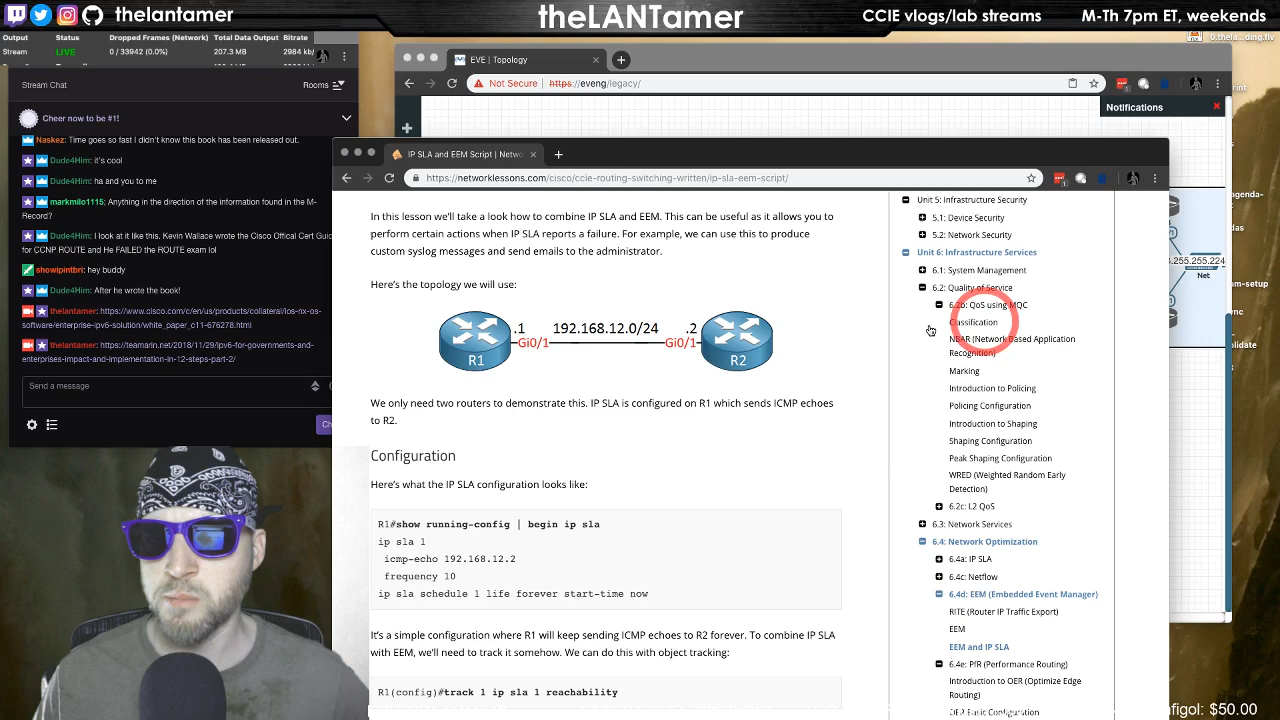 thelantamer
theLANTamer
CCIE vlogs/lab streams
M-Th 7pm ET, weekends
Status
Dropped Frames (Network)
Total Data Output
Bitrate
Stream
LIVE
0 / 33942 (0.0%)
207.3 MB
2984 kb/
Stream Chat
Rooms
Cheer now to be #1!
Naskez: Time goes so fast I didn't know this book has been released out.
Dude4Him: it's cool
Dude4Him: ha and you to me
markmilo1115: Anything in the direction of the information found in the M-
Record?
Dude4Him: I look at it like this, Kevin Wallace wrote the Cisco Offical Cert Guid
for CCNP ROUTE and He FAILED the ROUTE exam lol
showipintbri: hey buddy
Dude4Him: After he wrote the book!
thelantamer: https://www.cisco.com/c/en/us/products/collateral/ios-nx-os-
software/enterprise-ipv6-solution/white_paper_c11-676278.html
thelantamer: https://teamarin.net/2018/11/29/ipv6-for-governments-and-
enterprises-impact-and-implementation-in-12-steps-part-2/
Send a message
Ch
EVE | Topology
Not Secure | https://eveng/legacy/
Notifications
IP SLA and EEM Script | Netwo
https://networklessons.com/cisco/ccie-routing-switching-written/ip-sla-eem-script/
In this lesson we'll take a look how to combine IP SLA and EEM. This can be useful as it allows you to
perform certain actions when IP SLA reports a failure. For example, we can use this to produce
custom syslog messages and send emails to the administrator.
Here's the topology we will use:
R1
.1
192.168.12.0/24
.2
Gi0/1
Gi0/1
R2
We only need two routers to demonstrate this. IP SLA is configured on R1 which sends ICMP echoes
to R2.
Configuration
Here's what the IP SLA configuration looks like:
R1#show running-config | begin ip sla
ip sla 1
icmp-echo 192.168.12.2
frequency 10
ip sla schedule 1 life forever start-time now
It's a simple configuration where R1 will keep sending ICMP echoes to R2 forever. To combine IP SLA
with EEM, we'll need to track it somehow. We can do this with object tracking:
R1(config)#track 1 ip sla 1 reachability
Unit 5: Infrastructure Security
5.1: Device Security
5.2: Network Security
Unit 6: Infrastructure Services
6.1: System Management
6.2: Quality of Service
6.2b: QoS using MQC
Classification
NBAR (Network Based Application
Recognition)
Marking
Introduction to Policing
Policing Configuration
Introduction to Shaping
Shaping Configuration
Peak Shaping Configuration
WRED (Weighted Random Early
Detection)
6.2c: L2 QoS
6.3: Network Services
6.4: Network Optimization
6.4a: IP SLA
6.4c: Netflow
6.4d: EEM (Embedded Event Manager)
RITE (Router IP Traffic Export)
EEM
EEM and IP SLA
6.4e: PfR (Performance Routing)
Introduction to OER (Optimize Edge
Routing)
OER Basic Configuration
.255.255.224
Net
figol: $50.00